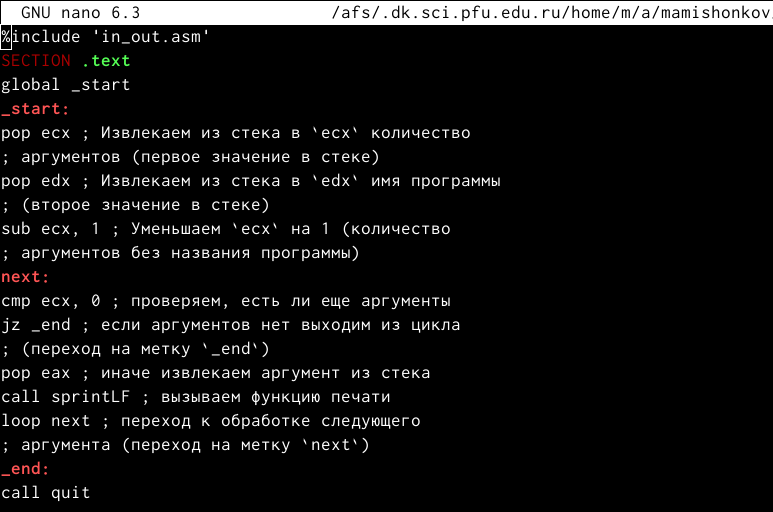 GNU nano 6.3 /afs/.dk.sci.pfu.edu.ru/home/m/a/mamishonkov
%include 'in_out.asm'
SECTION .text
global _start
_start:
pop ecx ; Извлекаем из стека в `ecx` количество
; аргументов (первое значение в стеке)
pop edx ; Извлекаем из стека в `edx` имя программы
; (второе значение в стеке)
sub ecx, 1 ; Уменьшаем `ecx` на 1 (количество
; аргументов без названия программы)
next:
cmp ecx, 0 ; проверяем, есть ли еще аргументы
jz _end ; если аргументов нет выходим из цикла
; (переход на метку `_end`)
pop eax ; иначе извлекаем аргумент из стека
call sprintLF ; вызываем функцию печати
loop next ; переход к обработке следующего
; аргумента (переход на метку `next`)
_end:
call quit